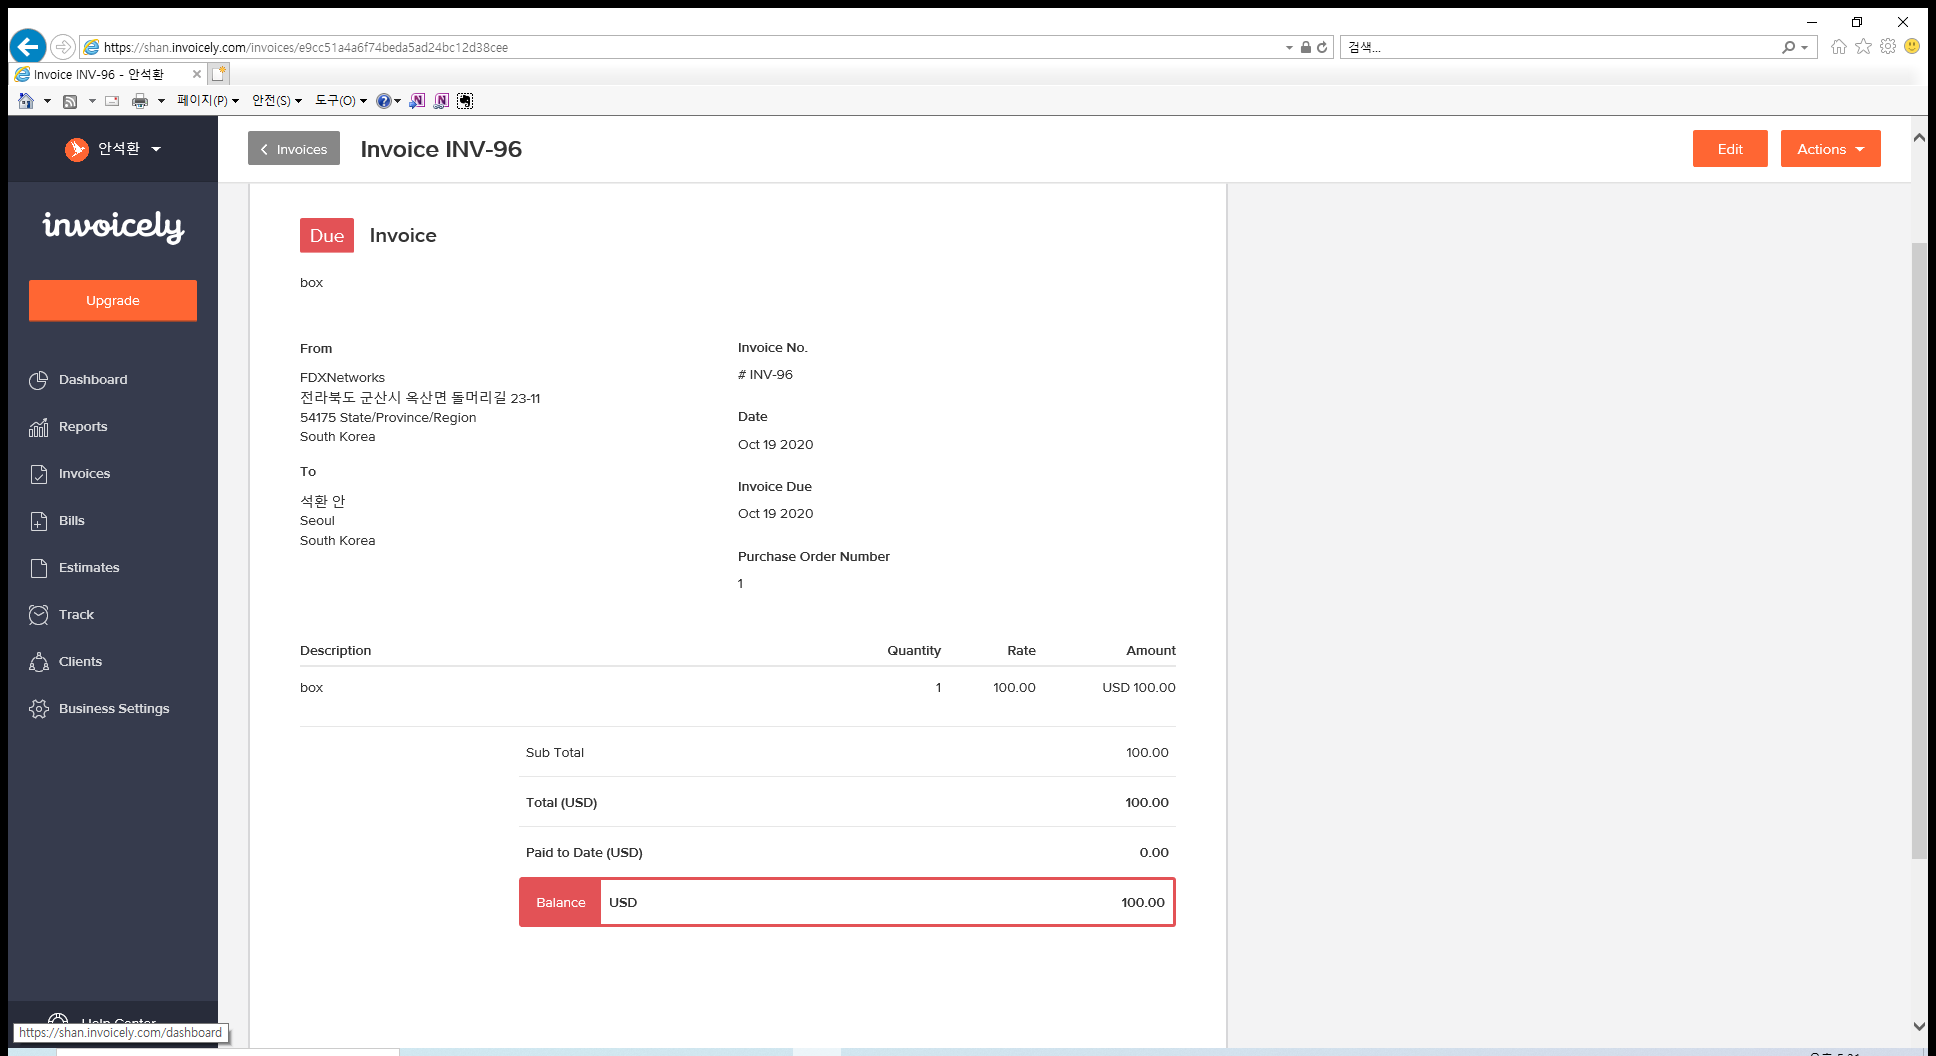 https://shan.invoicely.com/invoices/e9cc51a4a6f74beda5ad24bc12d38cee
검색...
Invoice INV-96 - 안석환
페이지(P) 안전(S) 도구(O)
안석환
Invoices
Invoice INV-96
Edit
Actions
invoicely
Upgrade
Dashboard
Reports
Invoices
Bills
Estimates
Track
Clients
Business Settings
Help Center
https://shan.invoicely.com/dashboard
Due
Invoice
box
From
FDXNetworks
전라북도 군산시 옥산면 돌머리길 23-11
54175 State/Province/Region
South Korea
To
석환 안
Seoul
South Korea
Invoice No.
# INV-96
Date
Oct 19 2020
Invoice Due
Oct 19 2020
Purchase Order Number
1
Description Quantity Rate Amount
box 1 100.00 USD 100.00
Sub Total 100.00
Total (USD) 100.00
Paid to Date (USD) 0.00
Balance USD 100.00